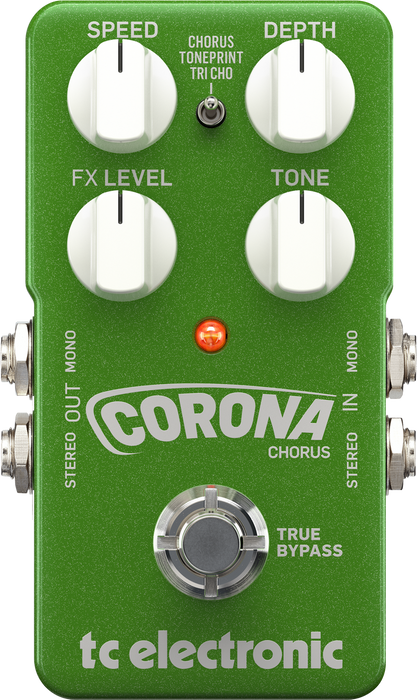 SPEED
DEPTH
CHORUS
TONEPRINT
TRI CHO
FX LEVEL
TONE
MONO
OUT
STEREO
MONO
IN
STEREO
CORONA
CHORUS
TRUE
BYPASS
tc electronic